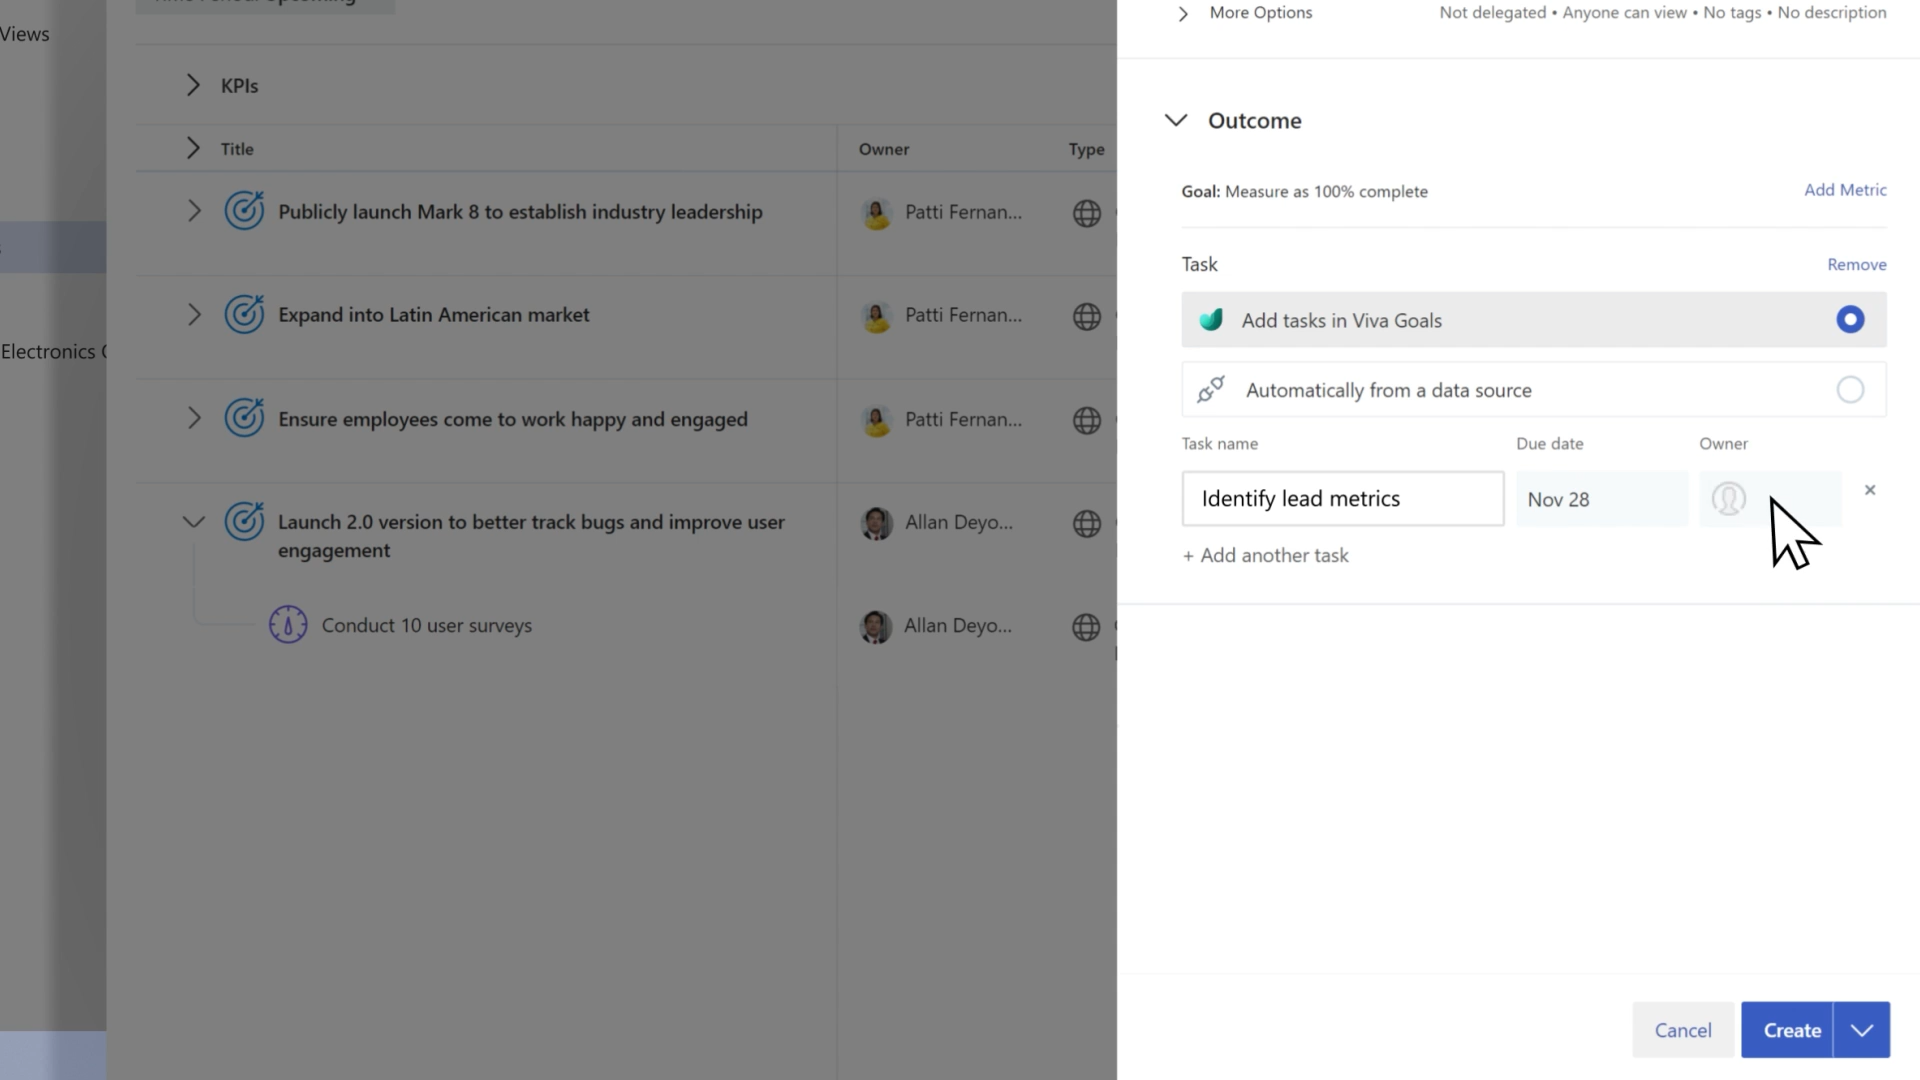 Views
Electronics
KPIs
Title Owner Type
Publicly launch Mark 8 to establish industry leadership Patti Fernan...
Expand into Latin American market Patti Fernan...
Ensure employees come to work happy and engaged Patti Fernan...
Launch 2.0 version to better track bugs and improve user
engagement
Allan Deyo...
Conduct 10 user surveys Allan Deyo...
More Options Not delegated • Anyone can view • No tags • No description
Outcome
Goal: Measure as 100% complete Add Metric
Task Remove
Add tasks in Viva Goals
Automatically from a data source
Task name Due date Owner
Identify lead metrics Nov 28
+ Add another task
Cancel Create